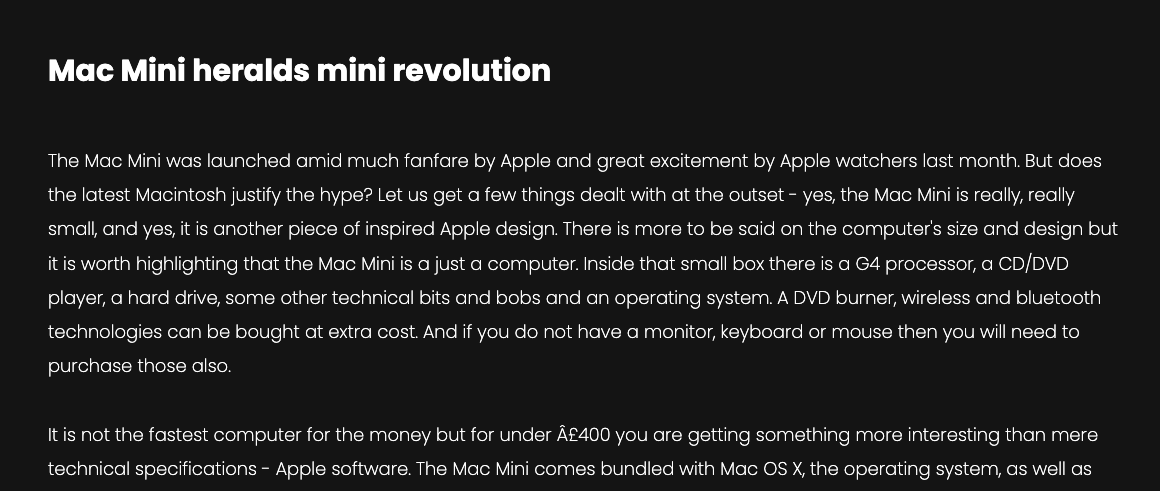 Mac Mini heralds mini revolution
The Mac Mini was launched amid much fanfare by Apple and great excitement by Apple watchers last month. But does
the latest Macintosh justify the hype? Let us get a few things dealt with at the outset - yes, the Mac Mini is really, really
small, and yes, it is another piece of inspired Apple design. There is more to be said on the computer's size and design but
it is worth highlighting that the Mac Mini is a just a computer. Inside that small box there is a G4 processor, a CD/DVD
player, a hard drive, some other technical bits and bobs and an operating system. A DVD burner, wireless and bluetooth
technologies can be bought at extra cost. And if you do not have a monitor, keyboard or mouse then you will need to
purchase those also.
It is not the fastest computer for the money but for under Â£400 you are getting something more interesting than mere
technical specifications - Apple software. The Mac Mini comes bundled with Mac OS X, the operating system, as well as